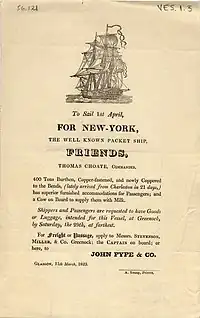 SG.121
YES.1.5
To Sail 1st April,
FOR NEW-YORK,
THE WELL KNOWN PACKET SHIP,
FRIENDS,
THOMAS CHOATE, COMMANDER.
400 Tons Burthen, Copper-fastened, and newly Coppered
to the Bends, (lately arrived from Charleston in 21 days,)
has superior furnished accommodations for Passengers; and
a Cow on Board to supply them with Milk.
Shippers and Passengers are requested to have Goods
or Luggage, intended for this Vessel, at Greenock,
by Saturday, the 29th, at farthest.
For Freight or Passage, apply to Messrs. STEVENSON,
MILLER, & CO. Greenock; the CAPTAIN on board; or
here, to
JOHN FYFE & CO.
GLASGOW, 15th March, 1823.
A. Young, Printer.